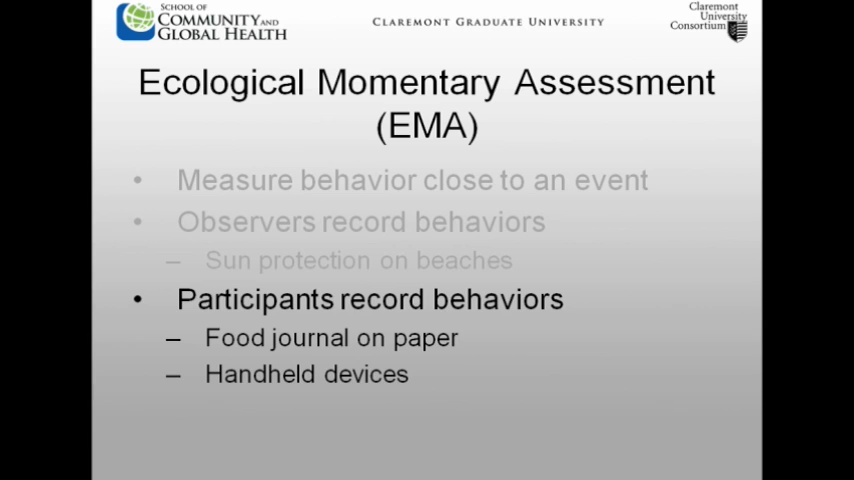 SCHOOL OF
COMMUNITY AND
GLOBAL HEALTH
CLAREMONT GRADUATE UNIVERSITY
Claremont
University
Consortium
Ecological Momentary Assessment
(EMA)
• Measure behavior close to an event
• Observers record behaviors
– Sun protection on beaches
• Participants record behaviors
– Food journal on paper
– Handheld devices